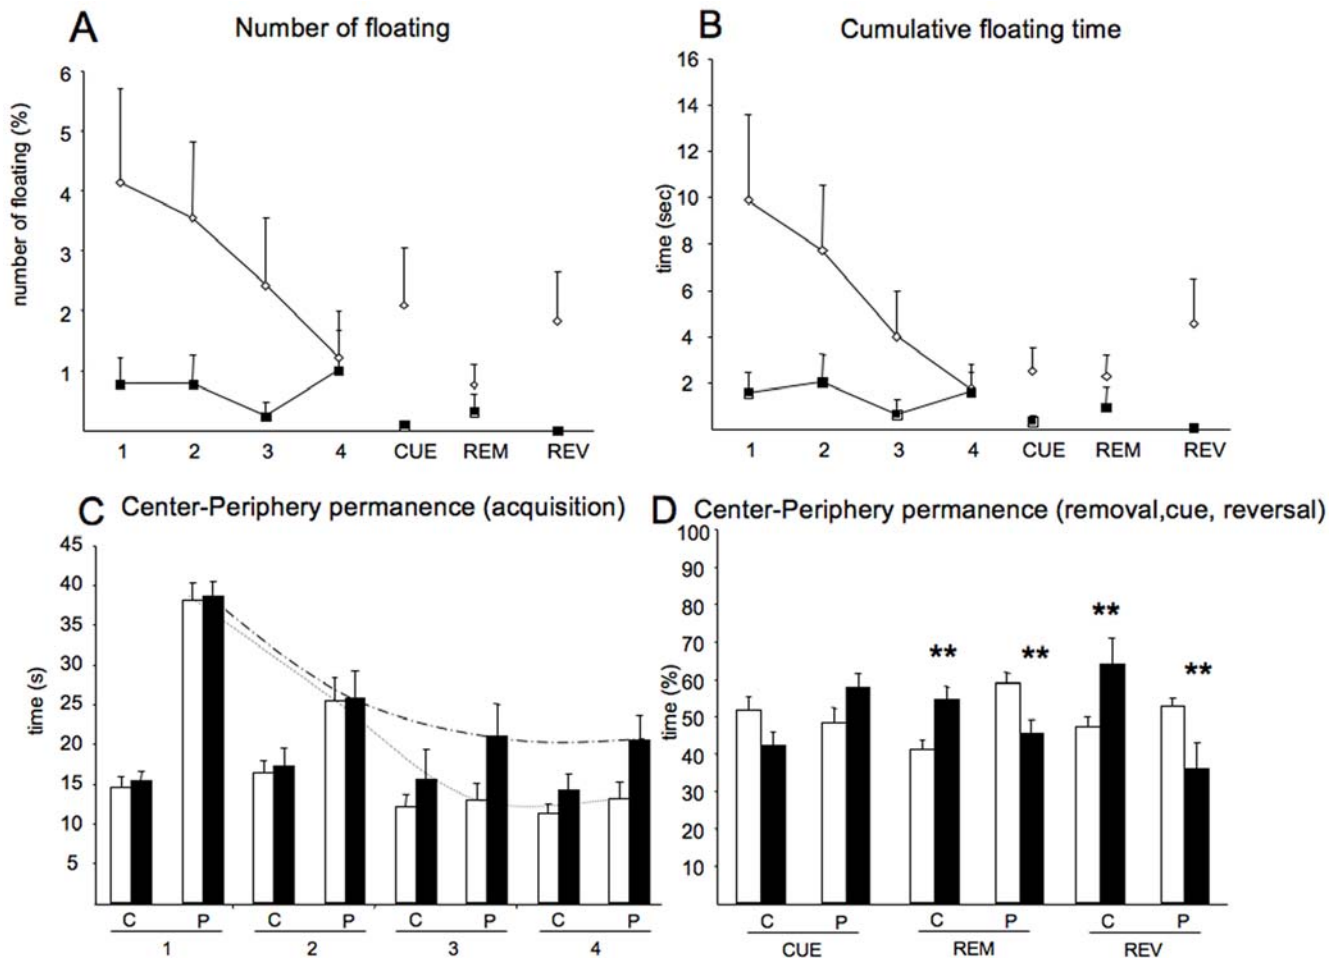 A
Number of floating
number of floating (%)
6
5
4
3
2
1
1 2 3 4 CUE REM REV
B
Cumulative floating time
time (sec)
16
14
12
10
8
6
4
2
1 2 3 4 CUE REM REV
C Center-Periphery permanence (acquisition)
time (s)
45
40
35
30
25
20
15
10
5
C P C P C P C P
1 2 3 4
D Center-Periphery permanence (removal,cue, reversal)
time (%)
100
90
80
70
60
50
40
30
20
10
** ** ** **
C P C P C P
CUE REM REV